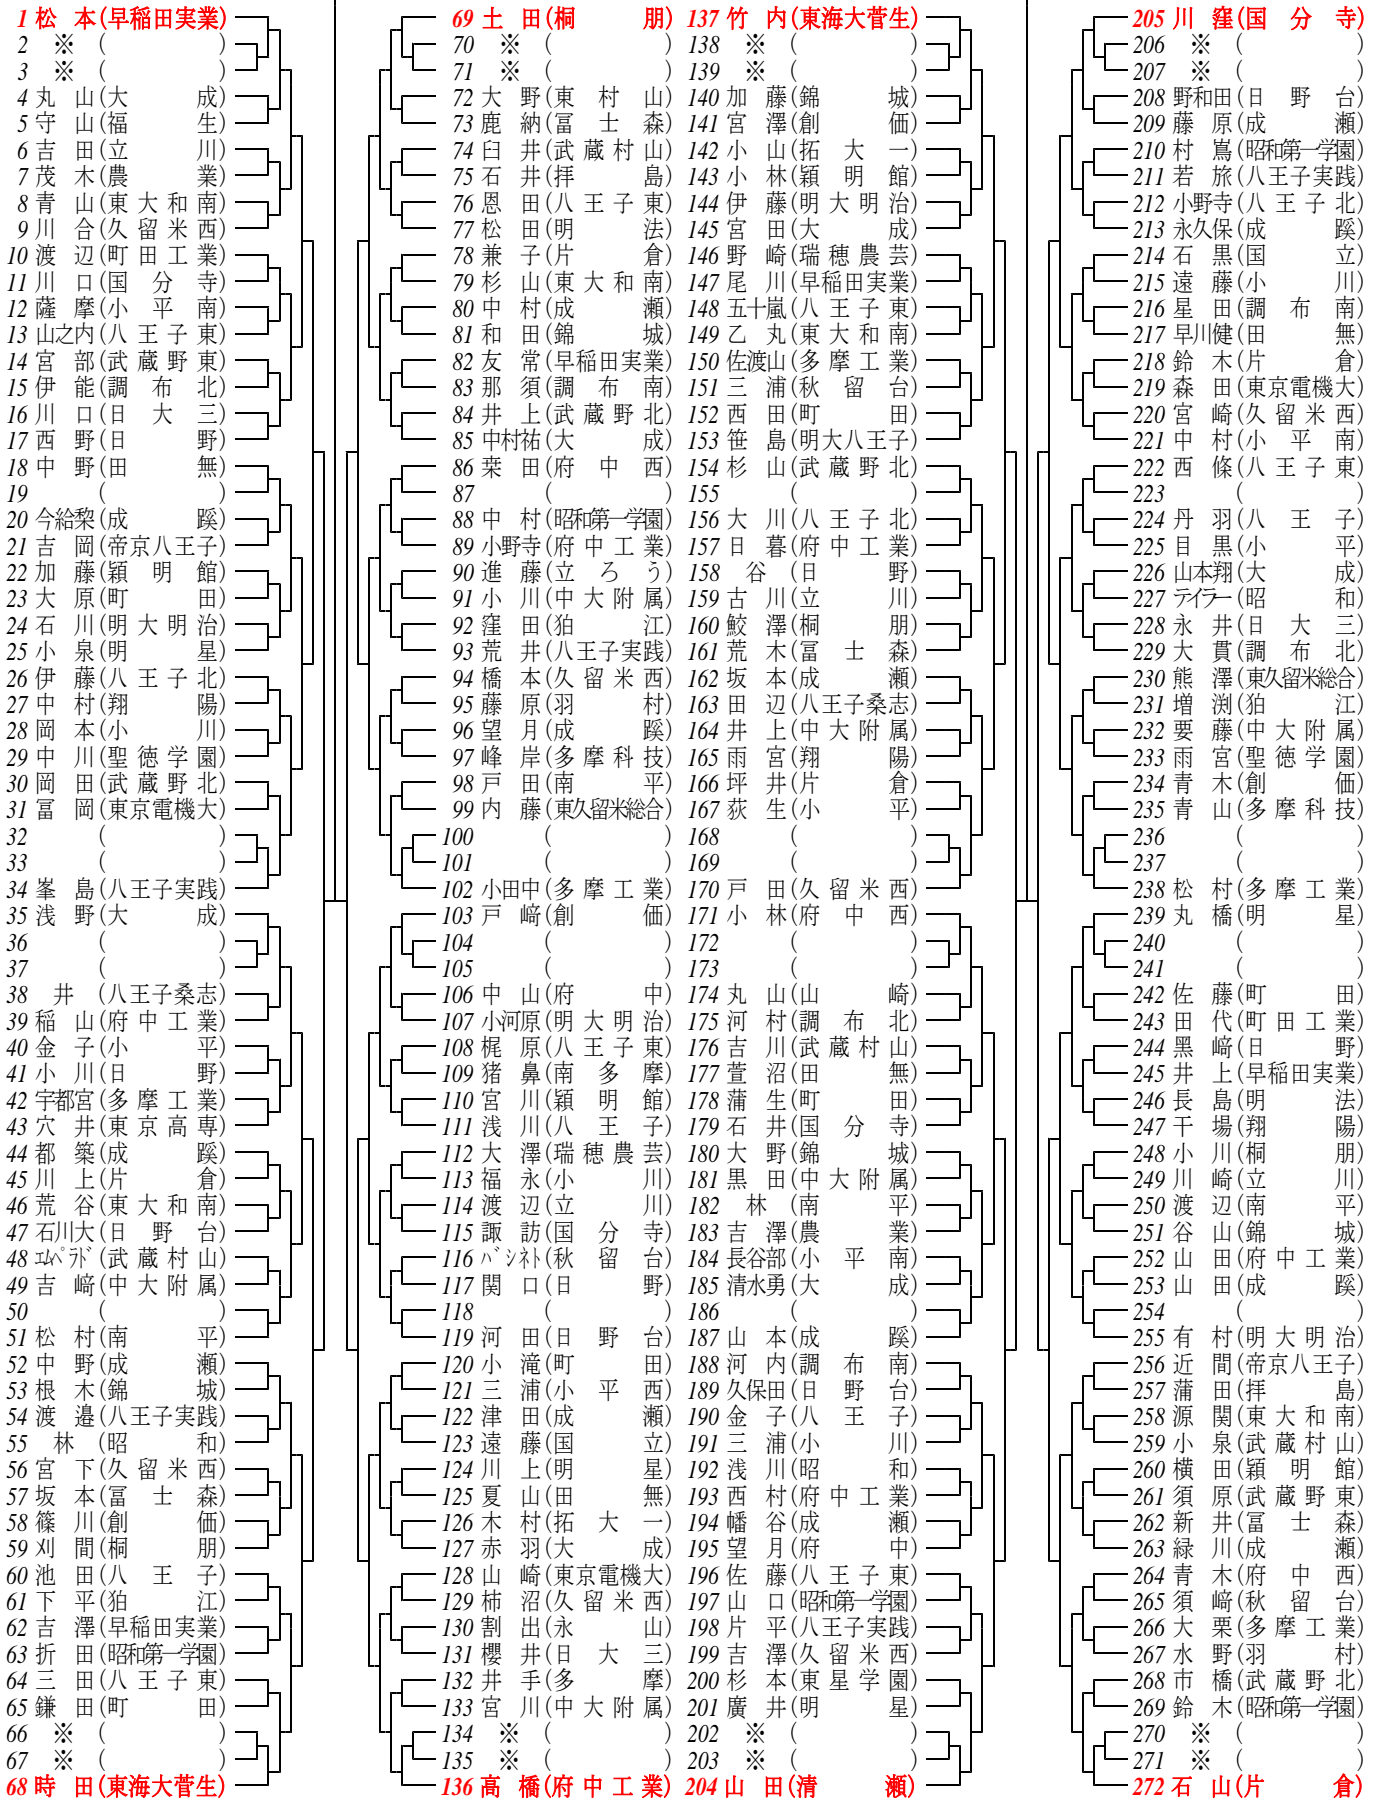 1 松 本 (早稲田実業)
2 ※ ( )
3 ※ ( )
4 丸 山 (大 成)
5 守 山 (福 生)
6 吉 田 (立 川)
7 茂 木 (農 業)
8 青 山 (東大和南)
9 川 合 (久留米西)
10 渡 辺 (町田工業)
11 川 口 (国 分 寺)
12 薩 摩 (小 平 南)
13 山之内 (八王子東)
14 宮 部 (武蔵野東)
15 伊 能 (調 布 北)
16 川 口 (日 大 三)
17 西 野 (日 野)
18 中 野 (田 無)
19 ( )
20 今給黎 (成 蹊)
21 吉 岡 (帝京八王子)
22 加 藤 (穎 明 館)
23 大 原 (町 田)
24 石 川 (明大明治)
25 小 泉 (明 星)
26 伊 藤 (八王子北)
27 中 村 (翔 陽)
28 岡 本 (小 川)
29 中 川 (聖徳学園)
30 岡 田 (武蔵野北)
31 冨 岡 (東京電機大)
32 ( )
33 ( )
34 峯 島 (八王子実践)
35 浅 野 (大 成)
36 ( )
37 ( )
38 井 (八王子桑志)
39 稲 山 (府中工業)
40 金 子 (小 平)
41 小 川 (日 野)
42 宇都宮 (多摩工業)
43 穴 井 (東京高専)
44 都 築 (成 蹊)
45 川 上 (片 倉)
46 荒 谷 (東大和南)
47 石川大 (日 野 台)
48 エンペラド (武蔵村山)
49 吉 﨑 (中大附属)
50 ( )
51 松 村 (南 平)
52 中 野 (成 瀬)
53 根 木 (錦 城)
54 渡 邉 (八王子実践)
55 林 (昭 和)
56 宮 下 (久留米西)
57 坂 本 (冨 士 森)
58 篠 川 (創 価)
59 刈 間 (桐 朋)
60 池 田 (八 王 子)
61 下 平 (狛 江)
62 吉 澤 (早稲田実業)
63 折 田 (昭和第一学園)
64 三 田 (八王子東)
65 鎌 田 (町 田)
66 ※ ( )
67 ※ ( )
68 時 田 (東海大菅生)
69 土 田 (桐 朋)
70 ※ ( )
71 ※ ( )
72 大 野 (東 村 山)
73 鹿 納 (冨 士 森)
74 臼 井 (武蔵村山)
75 石 井 (拝 島)
76 恩 田 (八王子東)
77 松 田 (明 法)
78 兼 子 (片 倉)
79 杉 山 (東大和南)
80 中 村 (成 瀬)
81 和 田 (錦 城)
82 友 常 (早稲田実業)
83 那 須 (調 布 南)
84 井 上 (武蔵野北)
85 中村祐 (大 成)
86 桒 田 (府 中 西)
87 ( )
88 中 村 (昭和第一学園)
89 小野寺 (府中工業)
90 進 藤 (立 ろ う)
91 小 川 (中大附属)
92 窪 田 (狛 江)
93 荒 井 (八王子実践)
94 橋 本 (久留米西)
95 藤 原 (羽 村)
96 望 月 (成 蹊)
97 峰 岸 (多摩科技)
98 戸 田 (南 平)
99 内 藤 (東久留米総合)
100 ( )
101 ( )
102 小田中 (多摩工業)
103 戸 﨑 (創 価)
104 ( )
105 ( )
106 中 山 (府 中)
107 小河原 (明大明治)
108 梶 原 (八王子東)
109 猪 鼻 (南 多 摩)
110 宮 川 (穎 明 館)
111 浅 川 (八 王 子)
112 大 澤 (瑞穂農芸)
113 福 永 (小 川)
114 渡 辺 (立 川)
115 諏 訪 (国 分 寺)
116 バシネト (秋 留 台)
117 関 口 (日 野)
118 ( )
119 河 田 (日 野 台)
120 小 滝 (町 田)
121 三 浦 (小 平 西)
122 津 田 (成 瀬)
123 遠 藤 (国 立)
124 川 上 (明 星)
125 夏 山 (田 無)
126 木 村 (拓 大 一)
127 赤 羽 (大 成)
128 山 崎 (東京電機大)
129 柿 沼 (久留米西)
130 割 出 (永 山)
131 櫻 井 (日 大 三)
132 井 手 (多 摩)
133 宮 川 (中大附属)
134 ※ ( )
135 ※ ( )
136 高 橋 (府中工業)
137 竹 内 (東海大菅生)
138 ※ ( )
139 ※ ( )
140 加 藤 (錦 城)
141 宮 澤 (創 価)
142 小 山 (拓 大 一)
143 小 林 (穎 明 館)
144 伊 藤 (明大明治)
145 宮 田 (大 成)
146 野 崎 (瑞穂農芸)
147 尾 川 (早稲田実業)
148 五十嵐 (八王子東)
149 乙 丸 (東大和南)
150 佐渡山 (多摩工業)
151 三 浦 (秋 留 台)
152 西 田 (町 田)
153 笹 島 (明大八王子)
154 杉 山 (武蔵野北)
155 ( )
156 大 川 (八王子北)
157 日 暮 (府中工業)
158 谷 (日 野)
159 古 川 (立 川)
160 鮫 澤 (桐 朋)
161 荒 木 (冨 士 森)
162 坂 本 (成 瀬)
163 田 辺 (八王子桑志)
164 井 上 (中大附属)
165 雨 宮 (翔 陽)
166 坪 井 (片 倉)
167 荻 生 (小 平)
168 ( )
169 ( )
170 戸 田 (久留米西)
171 小 林 (府 中 西)
172 ( )
173 ( )
174 丸 山 (山 崎)
175 河 村 (調 布 北)
176 吉 川 (武蔵村山)
177 萱 沼 (田 無)
178 蒲 生 (町 田)
179 石 井 (国 分 寺)
180 大 野 (錦 城)
181 黒 田 (中大附属)
182 林 (南 平)
183 吉 澤 (農 業)
184 長谷部 (小 平 南)
185 清水勇 (大 成)
186 ( )
187 山 本 (成 蹊)
188 河 内 (調 布 南)
189 久保田 (日 野 台)
190 金 子 (八 王 子)
191 三 浦 (小 川)
192 浅 川 (昭 和)
193 西 村 (府中工業)
194 幡 谷 (成 瀬)
195 望 月 (府 中)
196 佐 藤 (八王子東)
197 山 口 (昭和第一学園)
198 片 平 (八王子実践)
199 吉 澤 (久留米西)
200 杉 本 (東星学園)
201 廣 井 (明 星)
202 ※ ( )
203 ※ ( )
204 山 田 (清 瀬)
205 川 窪 (国 分 寺)
206 ※ ( )
207 ※ ( )
208 野和田 (日 野 台)
209 藤 原 (成 瀬)
210 村 嶌 (昭和第一学園)
211 若 旅 (八王子実践)
212 小野寺 (八王子北)
213 永久保 (成 蹊)
214 石 黒 (国 立)
215 遠 藤 (小 川)
216 星 田 (調 布 南)
217 早川健 (田 無)
218 鈴 木 (片 倉)
219 森 田 (東京電機大)
220 宮 崎 (久留米西)
221 中 村 (小 平 南)
222 西 條 (八王子東)
223 ( )
224 丹 羽 (八 王 子)
225 目 黒 (小 平)
226 山本翔 (大 成)
227 テイラー (昭 和)
228 永 井 (日 大 三)
229 大 貫 (調 布 北)
230 熊 澤 (東久留米総合)
231 増 渕 (狛 江)
232 要 藤 (中大附属)
233 雨 宮 (聖徳学園)
234 青 木 (創 価)
235 青 山 (多摩科技)
236 ( )
237 ( )
238 松 村 (多摩工業)
239 丸 橋 (明 星)
240 ( )
241 ( )
242 佐 藤 (町 田)
243 田 代 (町田工業)
244 黑 﨑 (日 野)
245 井 上 (早稲田実業)
246 長 島 (明 法)
247 干 場 (翔 陽)
248 小 川 (桐 朋)
249 川 崎 (立 川)
250 渡 辺 (南 平)
251 谷 山 (錦 城)
252 山 田 (府中工業)
253 山 田 (成 蹊)
254 ( )
255 有 村 (明大明治)
256 近 間 (帝京八王子)
257 蒲 田 (拝 島)
258 源 関 (東大和南)
259 小 泉 (武蔵村山)
260 横 田 (穎 明 館)
261 須 原 (武蔵野東)
262 新 井 (冨 士 森)
263 緑 川 (成 瀬)
264 青 木 (府 中 西)
265 須 﨑 (秋 留 台)
266 大 栗 (多摩工業)
267 水 野 (羽 村)
268 市 橋 (武蔵野北)
269 鈴 木 (昭和第一学園)
270 ※ ( )
271 ※ ( )
272 石 山 (片 倉)